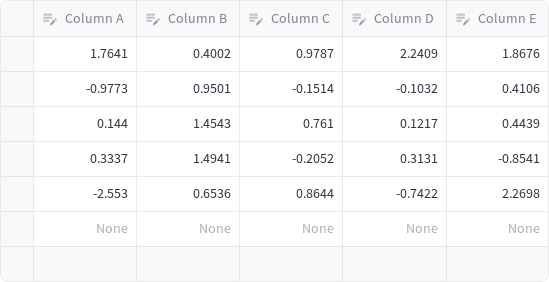 Column A Column B Column C Column D Column E
1.7641 0.4002 0.9787 2.2409 1.8676
-0.9773 0.9501 -0.1514 -0.1032 0.4106
0.144 1.4543 0.761 0.1217 0.4439
0.3337 1.4941 -0.2052 0.3131 -0.8541
-2.553 0.6536 0.8644 -0.7422 2.2698
None None None None None